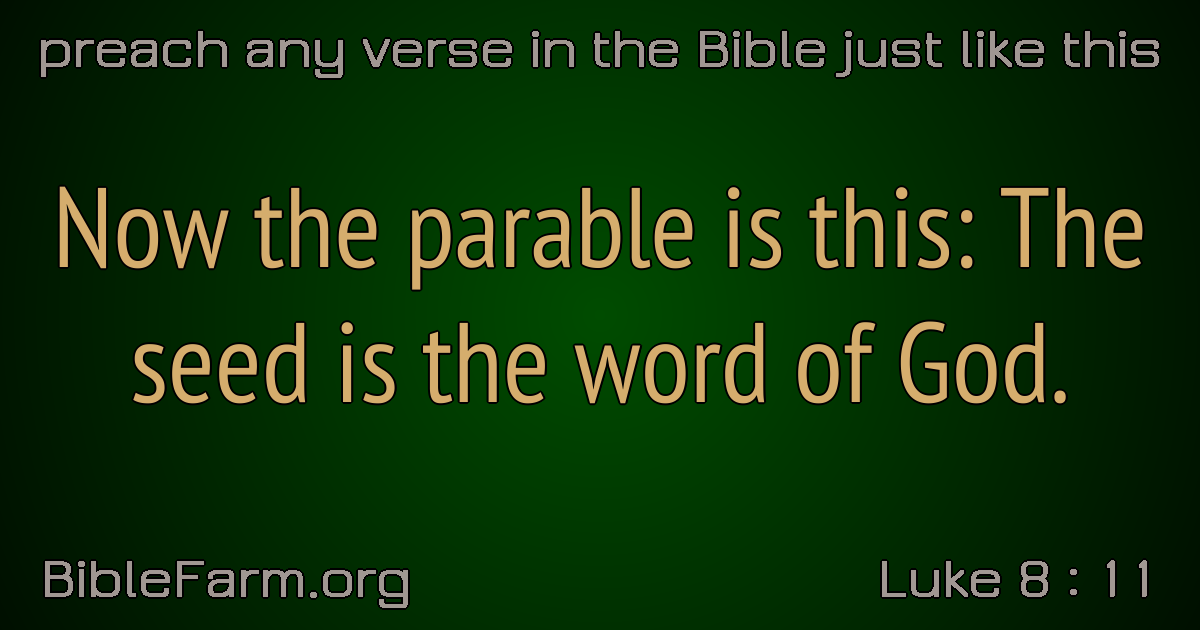 preach any verse in the Bible just like this
Now the parable is this: The
seed is the word of God.
BibleFarm.org
Luke 8 : 11